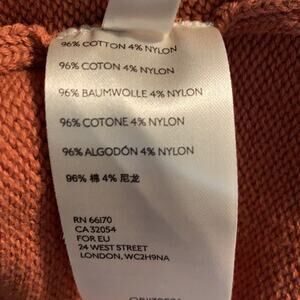 96% COTTON 4% NYLON
96% COTON 4% NYLON
96% BAUMWOLLE 4% NYLON
96% COTONE 4% NYLON
96% ALGODÓN 4% NYLON
96% 棉 4% 尼龙
RN 66170
CA 32054
FOR EU
24 WEST STREET
LONDON, WC2H9NA